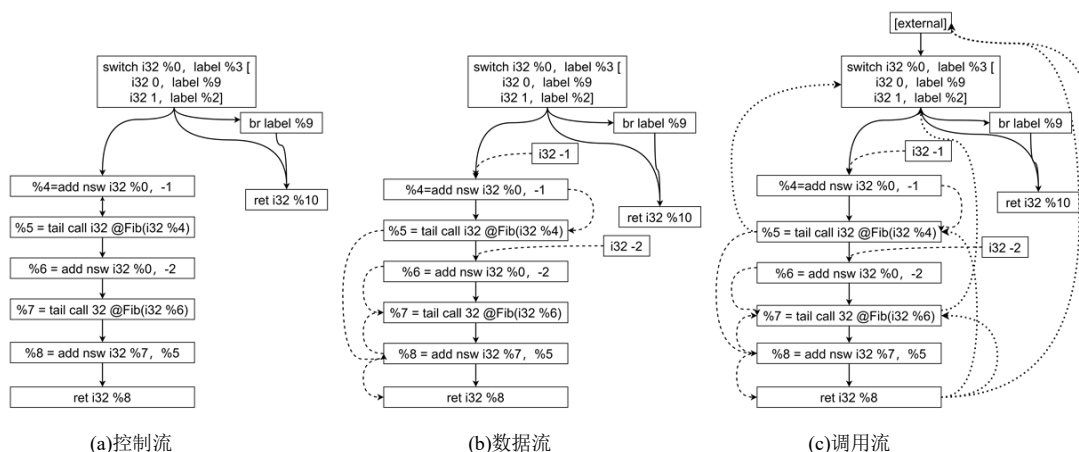 switch i32 %0, label %3 [
i32 0, label %9
i32 1, label %2]
br label %9
%4=add nsw i32 %0, -1
ret i32 %10
%5 = tail call i32 @Fib(i32 %4)
%6 = add nsw i32 %0, -2
%7 = tail call 32 @Fib(i32 %6)
%8 = add nsw i32 %7, %5
ret i32 %8
(a)控制流
switch i32 %0, label %3 [
i32 0, label %9
i32 1, label %2]
br label %9
i32 -1
%4=add nsw i32 %0, -1
ret i32 %10
%5 = tail call i32 @Fib(i32 %4)
i32 -2
%6 = add nsw i32 %0, -2
%7 = tail call 32 @Fib(i32 %6)
%8 = add nsw i32 %7, %5
ret i32 %8
(b)数据流
[external]
switch i32 %0, label %3 [
i32 0, label %9
i32 1, label %2]
br label %9
i32 -1
%4=add nsw i32 %0, -1
ret i32 %10
%5 = tail call i32 @Fib(i32 %4)
i32 -2
%6 = add nsw i32 %0, -2
%7 = tail call 32 @Fib(i32 %6)
%8 = add nsw i32 %7, %5
ret i32 %8
(c)调用流